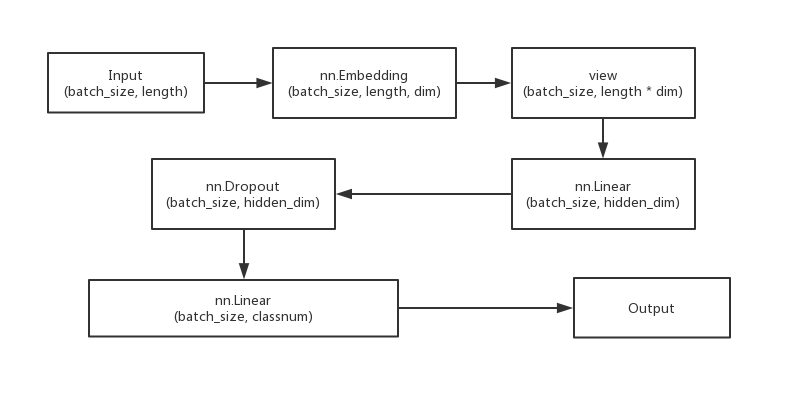 Input
(batch_size, length)
nn.Embedding
(batch_size, length, dim)
view
(batch_size, length * dim)
nn.Linear
(batch_size, hidden_dim)
nn.Dropout
(batch_size, hidden_dim)
nn.Linear
(batch_size, classnum)
Output